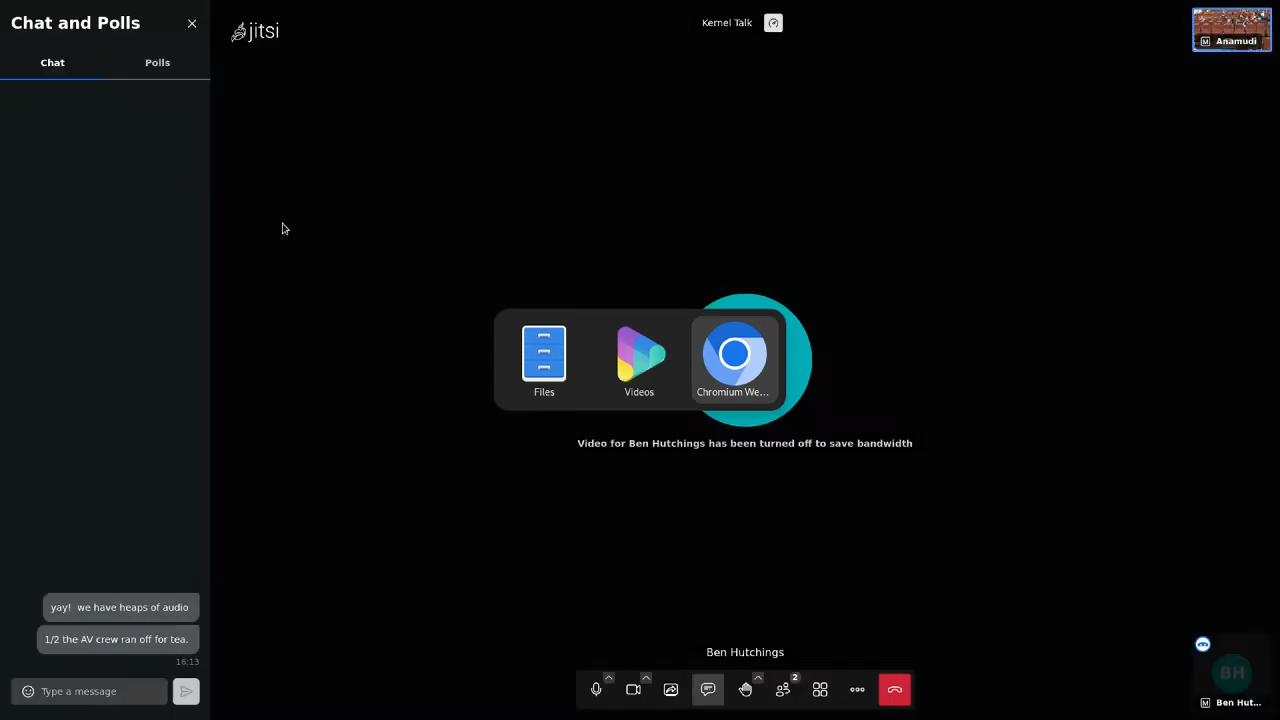 Chat and Polls
Chat
Polls
jitsi
Kernel Talk
M
Anamudi
Files
Videos
Chromium We...
Video for Ben Hutchings has been turned off to save bandwidth
yay!  we have heaps of audio
1/2 the AV crew ran off for tea.
16:13
Type a message
Ben Hutchings
2
BH
M
Ben Hut...